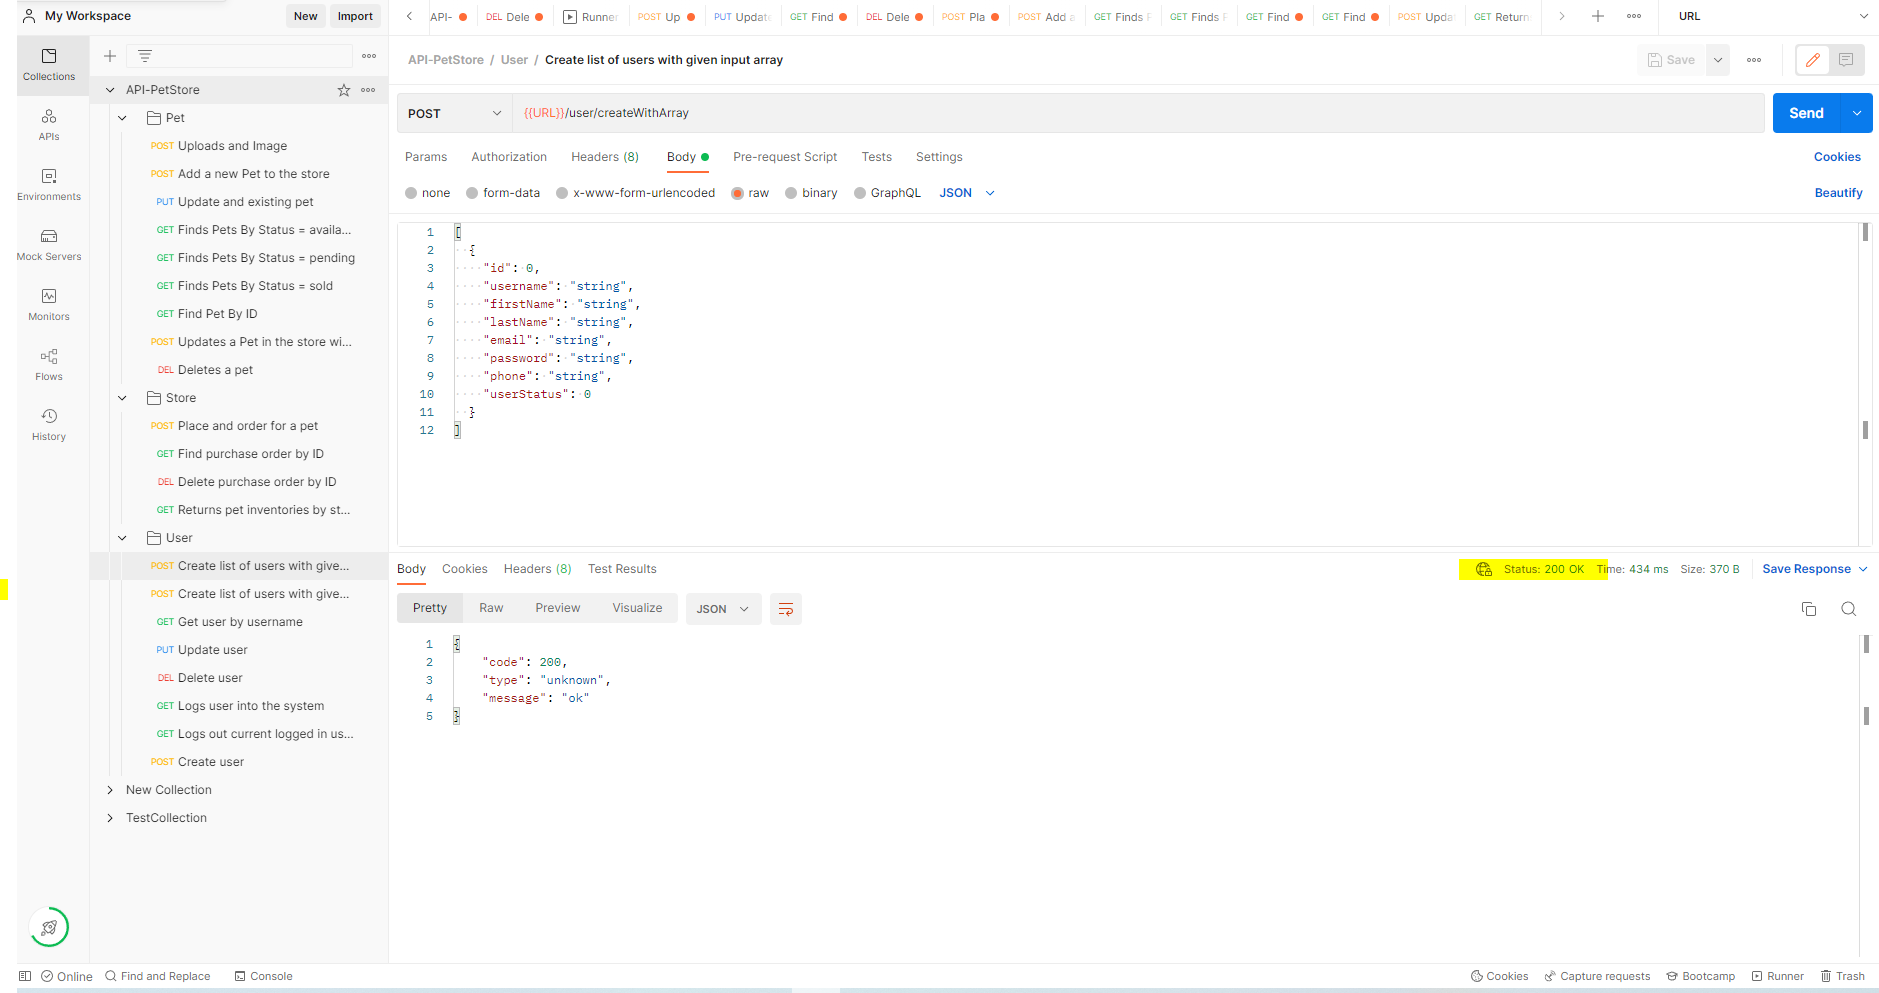 My Workspace
New
Import
API-
DEL Dele
Runner
POST Up
PUT Update
GET Find
DEL Dele
POST Pla
POST Add a
GET Finds
GET Finds
GET Find
GET Find
POST Upda
GET Return
URL
Collections
APIs
Environments
Mock Servers
Monitors
Flows
History
API-PetStore
Pet
POST Uploads and Image
POST Add a new Pet to the store
PUT Update and existing pet
GET Finds Pets By Status = availa...
GET Finds Pets By Status = pending
GET Finds Pets By Status = sold
GET Find Pet By ID
POST Updates a Pet in the store wi...
DEL Deletes a pet
Store
POST Place and order for a pet
GET Find purchase order by ID
DEL Delete purchase order by ID
GET Returns pet inventories by st...
User
POST Create list of users with give...
POST Create list of users with give...
GET Get user by username
PUT Update user
DEL Delete user
GET Logs user into the system
GET Logs out current logged in us...
POST Create user
New Collection
TestCollection
API-PetStore / User / Create list of users with given input array
Save
POST
{{URL}}/user/createWithArray
Send
Params Authorization Headers (8) Body Pre-request Script Tests Settings
Cookies
none form-data x-www-form-urlencoded raw binary GraphQL JSON
Beautify
1 [
2 {
3 "id": 0,
4 "username": "string",
5 "firstName": "string",
6 "lastName": "string",
7 "email": "string",
8 "password": "string",
9 "phone": "string",
10 "userStatus": 0
11 }
12 ]
Body Cookies Headers (8) Test Results
Status: 200 OK Time: 434 ms Size: 370 B Save Response
Pretty Raw Preview Visualize JSON
1 {
2 "code": 200,
3 "type": "unknown",
4 "message": "ok"
5 }
Online Find and Replace Console
Cookies Capture requests Bootcamp Runner Trash